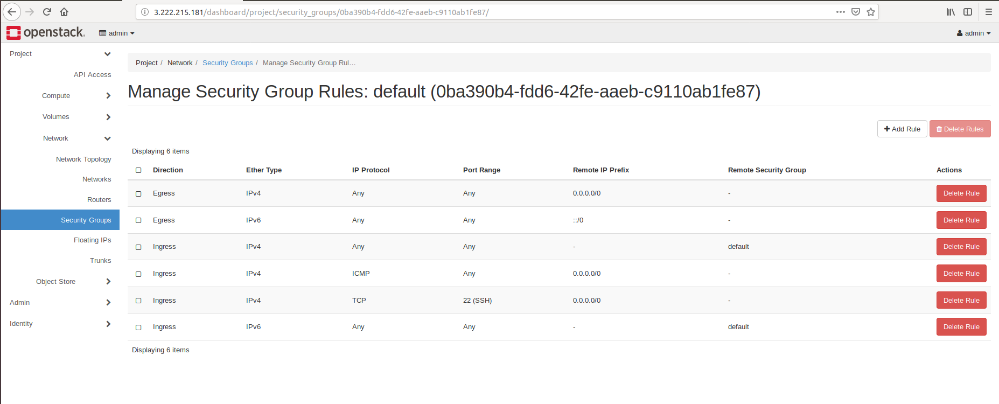 3.222.215.181/dashboard/project/security_groups/0ba390b4-fdd6-42fe-aaeb-c9110ab1fe87/
openstack. admin admin
Project
API Access
Compute
Volumes
Network
Network Topology
Networks
Routers
Security Groups
Floating IPs
Trunks
Object Store
Admin
Identity
Project / Network / Security Groups / Manage Security Group Rul…
Manage Security Group Rules: default (0ba390b4-fdd6-42fe-aaeb-c9110ab1fe87)
+ Add Rule Delete Rules
Displaying 6 items
Direction Ether Type IP Protocol Port Range Remote IP Prefix Remote Security Group Actions
Egress IPv4 Any Any 0.0.0.0/0 - Delete Rule
Egress IPv6 Any Any ::/0 - Delete Rule
Ingress IPv4 Any Any - default Delete Rule
Ingress IPv4 ICMP Any 0.0.0.0/0 - Delete Rule
Ingress IPv4 TCP 22 (SSH) 0.0.0.0/0 - Delete Rule
Ingress IPv6 Any Any - default Delete Rule
Displaying 6 items